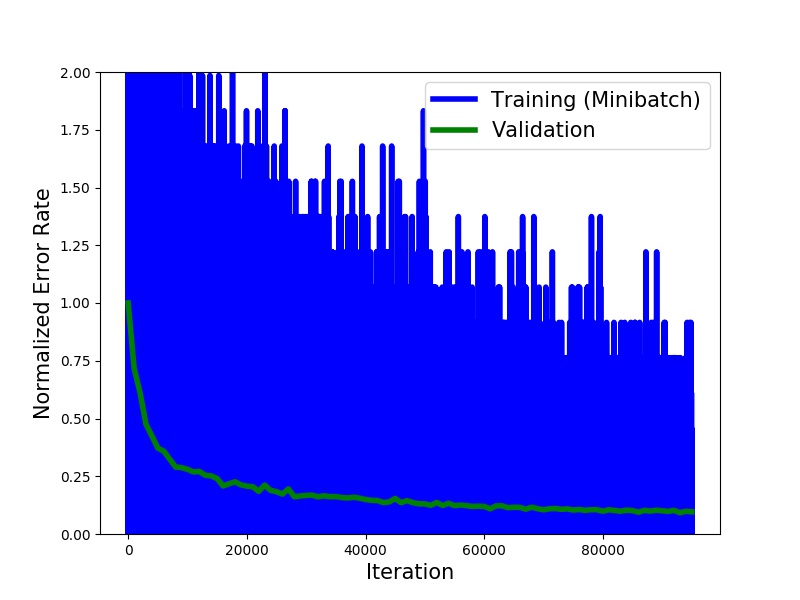 2.00
1.75
1.50
1.25
1.00
0.75
0.50
0.25
0.00
Normalized Error Rate
Training (Minibatch)
Validation
0 20000 40000 60000 80000
Iteration